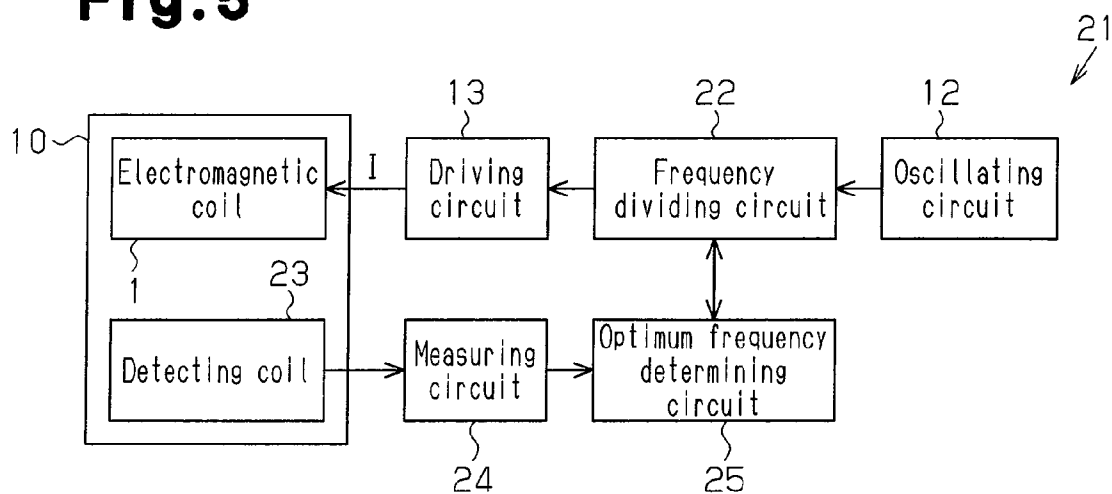 Fig.5
21
13
22
12
10
Electromagnetic
coil
I
Driving
circuit
Frequency
dividing circuit
Oscillating
circuit
1
23
Detecting coil
Measuring
circuit
Optimum frequency
determining
circuit
24
25